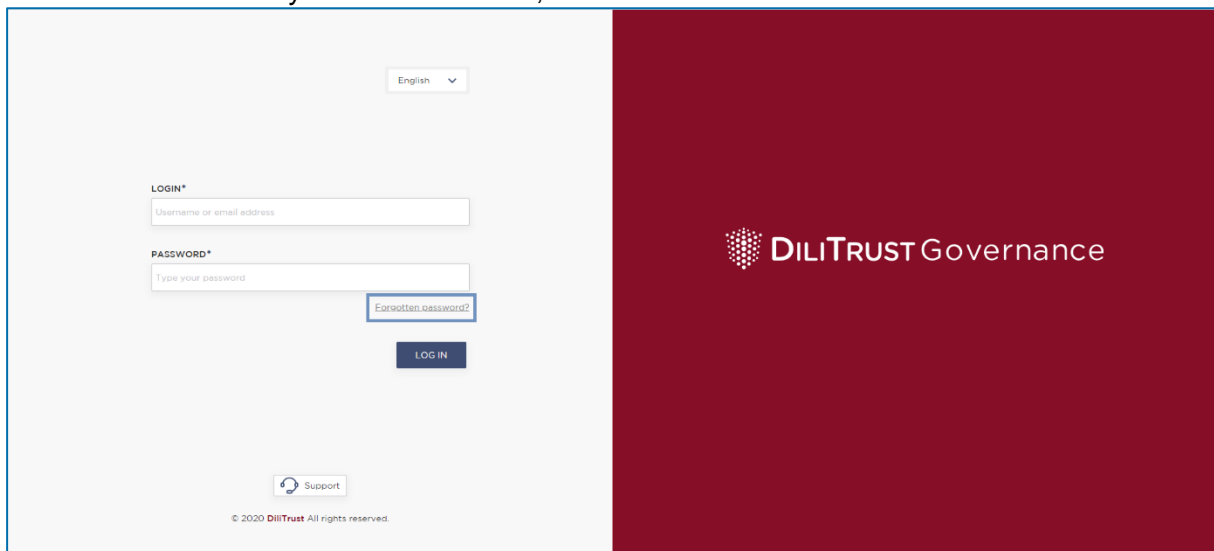 English
LOGIN*
Username or email address
PASSWORD*
Type your password
Forgotten password?
LOG IN
Support
© 2020 DiliTrust All rights reserved.
DILITRUST Governance